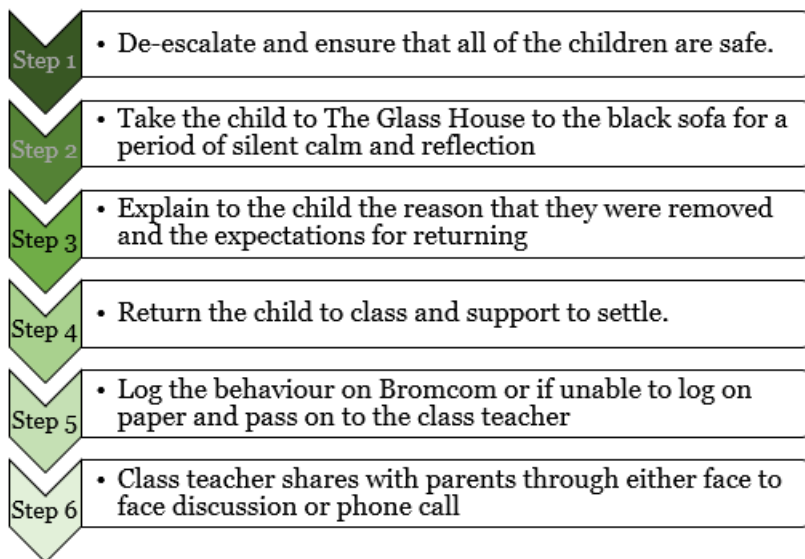 Step 1
• De-escalate and ensure that all of the children are safe.
Step 2
• Take the child to The Glass House to the black sofa for a
period of silent calm and reflection
Step 3
• Explain to the child the reason that they were removed
and the expectations for returning
Step 4
• Return the child to class and support to settle.
Step 5
• Log the behaviour on Bromcom or if unable to log on
paper and pass on to the class teacher
Step 6
• Class teacher shares with parents through either face to
face discussion or phone call